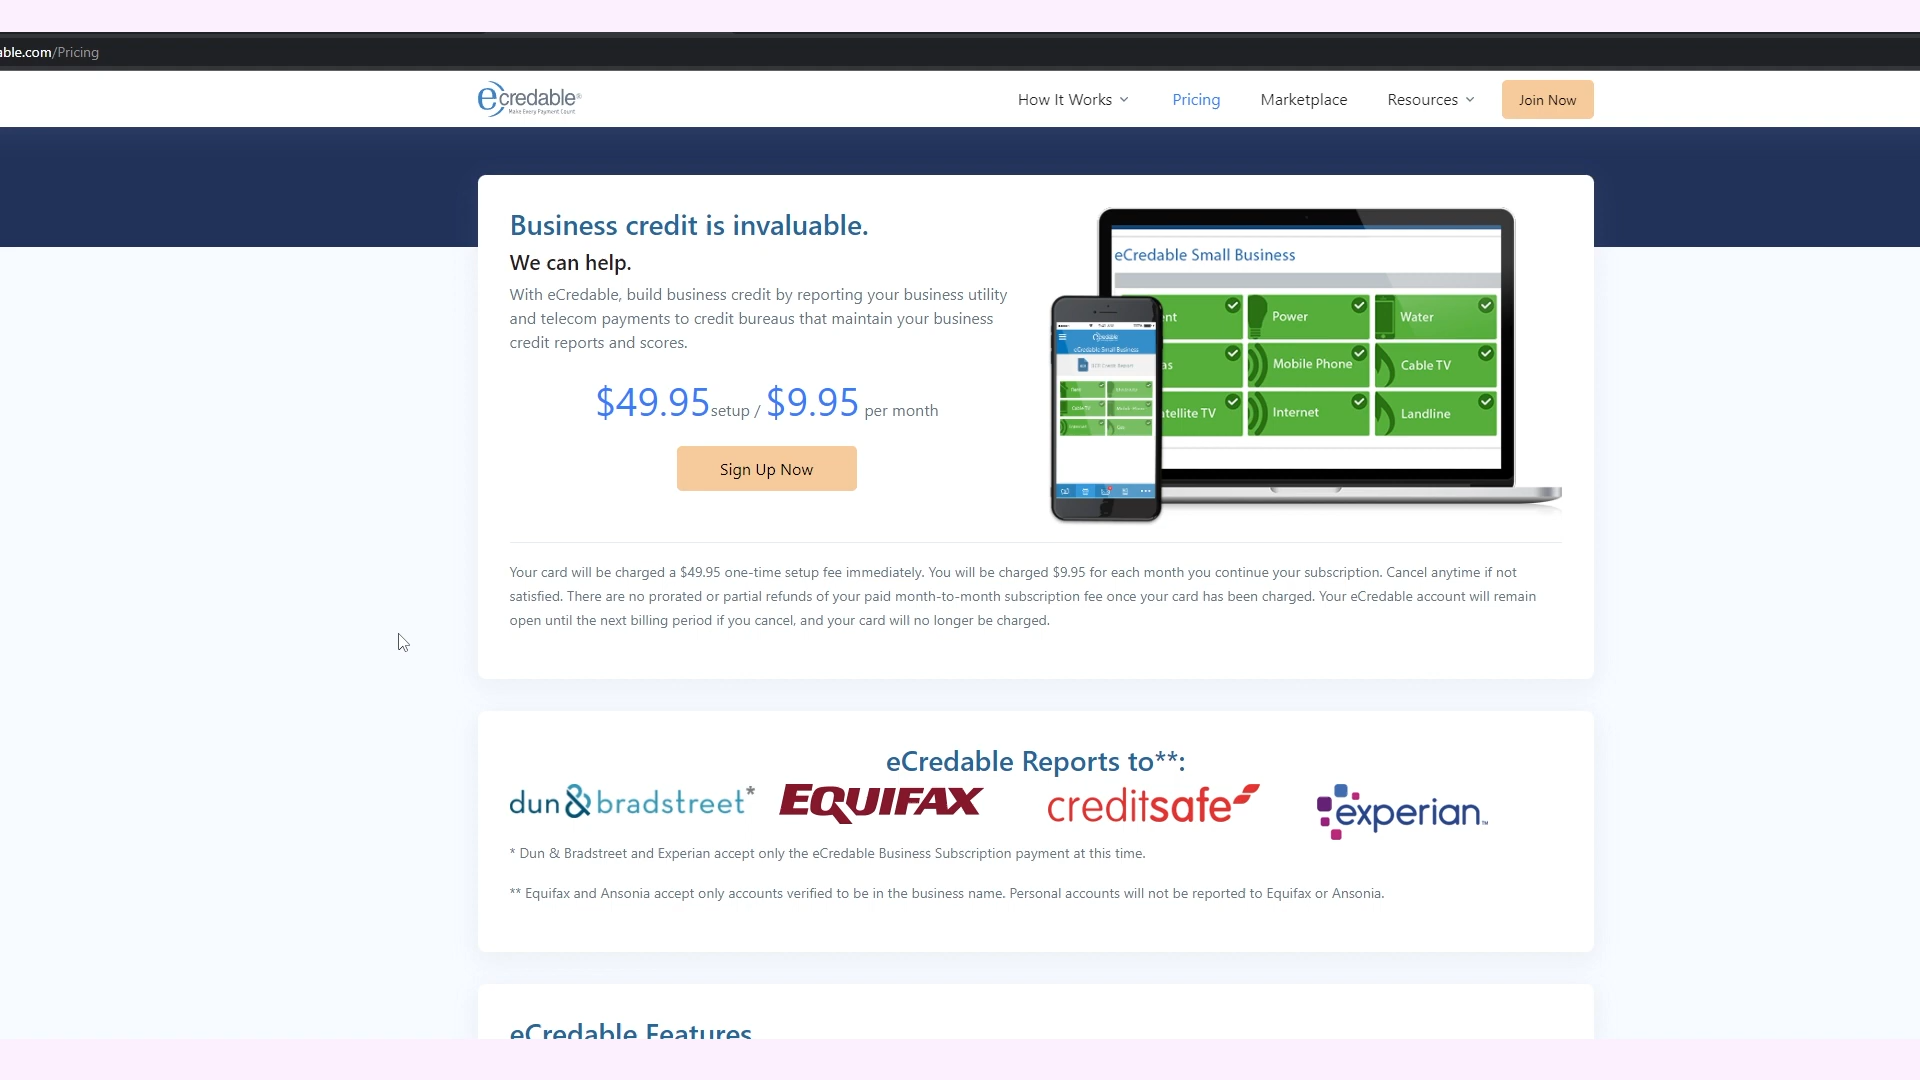 able.com/Pricing
ecredable®
Make Every Payment Count
How It Works
Pricing
Marketplace
Resources
Join Now
Business credit is invaluable.
We can help.
With eCredable, build business credit by reporting your business utility
and telecom payments to credit bureaus that maintain your business
credit reports and scores.
$49.95 setup / $9.95 per month
Sign Up Now
eCredable Small Business
Power
Water
Mobile Phone
Cable TV
Internet
Landline
eCredable Small Business
Your card will be charged a $49.95 one-time setup fee immediately. You will be charged $9.95 for each month you continue your subscription. Cancel anytime if not
satisfied. There are no prorated or partial refunds of your paid month-to-month subscription fee once your card has been charged. Your eCredable account will remain
open until the next billing period if you cancel, and your card will no longer be charged.
eCredable Reports to**:
dun & bradstreet*
EQUIFAX
creditsafe
experian™
* Dun & Bradstreet and Experian accept only the eCredable Business Subscription payment at this time.
** Equifax and Ansonia accept only accounts verified to be in the business name. Personal accounts will not be reported to Equifax or Ansonia.
eCredable Features